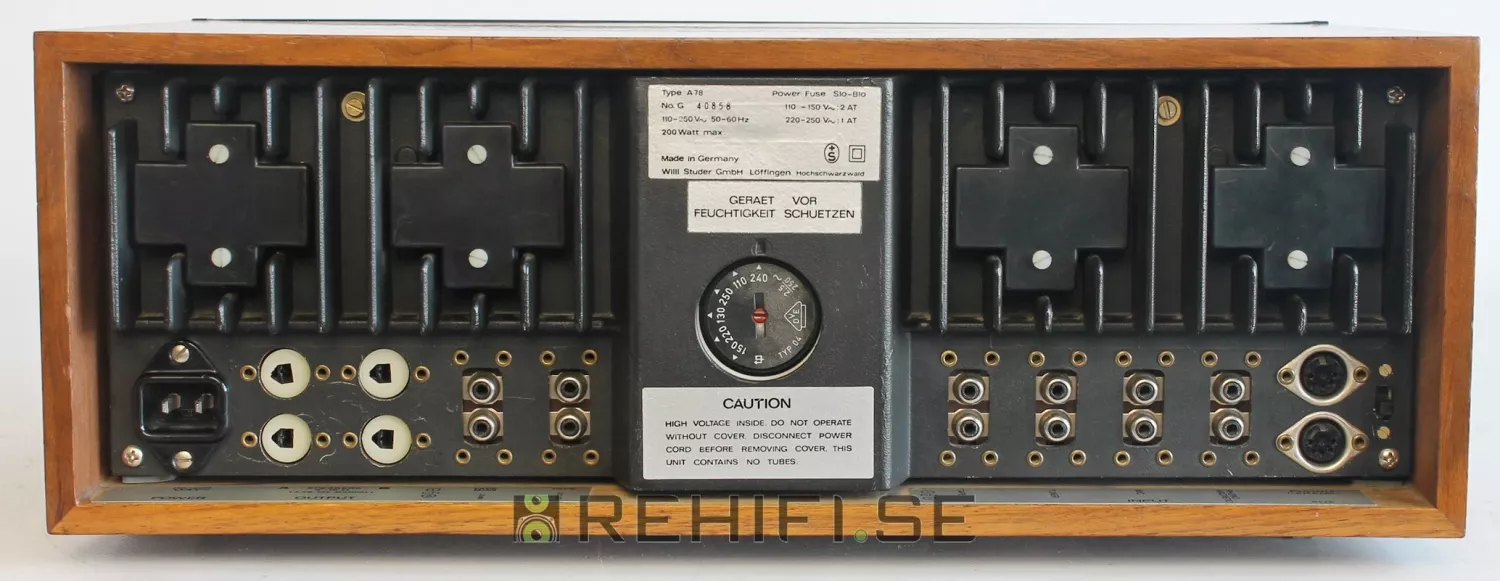 Type A78
Power Fuse Slo-Blo
No. G 40858
110-150 V~: 2 AT
110-250 V~ 50-60 Hz
220-250 V~: 1 AT
200 Watt max
Made in Germany
Willi Studer GmbH Löffingen Hochschwarzwald
GERAET VOR
FEUCHTIGKEIT SCHUETZEN
150 220 130 250 110 240
TYP 04
CAUTION
HIGH VOLTAGE INSIDE. DO NOT OPERATE
WITHOUT COVER. DISCONNECT POWER
CORD BEFORE REMOVING COVER. THIS
UNIT CONTAINS NO TUBES.
POWER
OUTPUT
INPUT
REHIFI.SE